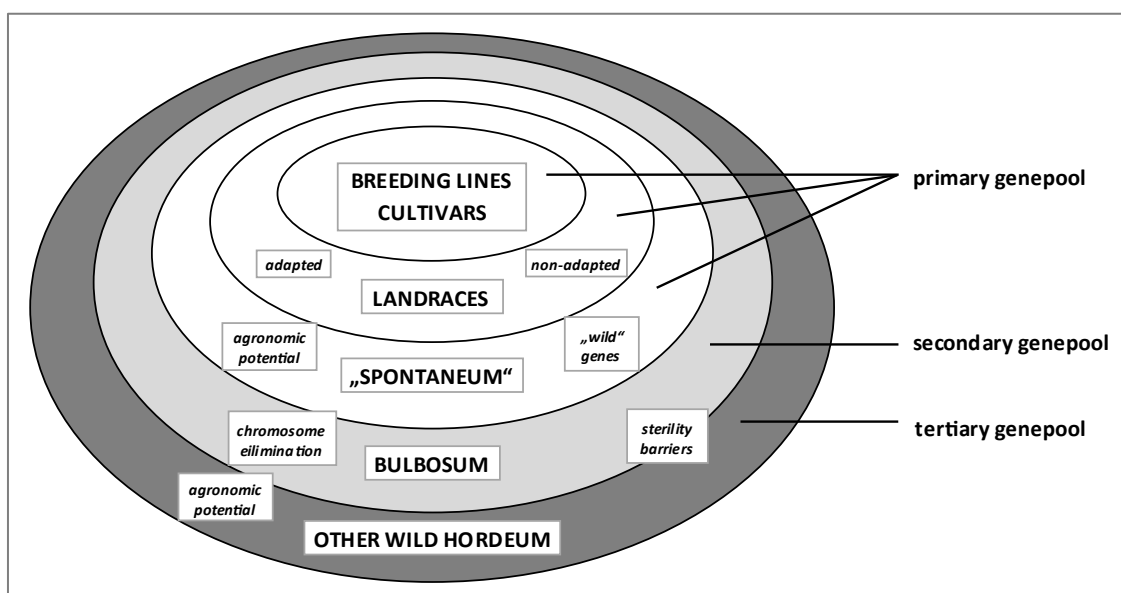 BREEDING LINES
CULTIVARS
primary genepool
adapted
non-adapted
LANDRACES
agronomic
potential
„wild“
genes
secondary genepool
„SPONTANEUM“
chromosome
eilimination
sterility
barriers
tertiary genepool
BULBOSUM
agronomic
potential
OTHER WILD HORDEUM